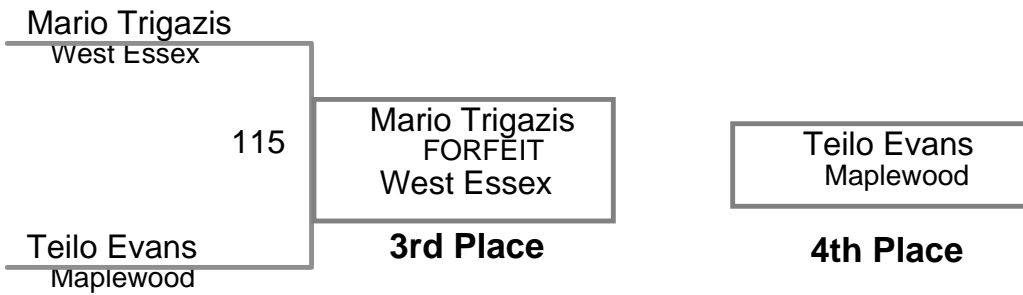 Mario Trigazis
West Essex
115
Teilo Evans
Maplewood
Mario Trigazis
FORFEIT
West Essex
3rd Place
Teilo Evans
Maplewood
4th Place